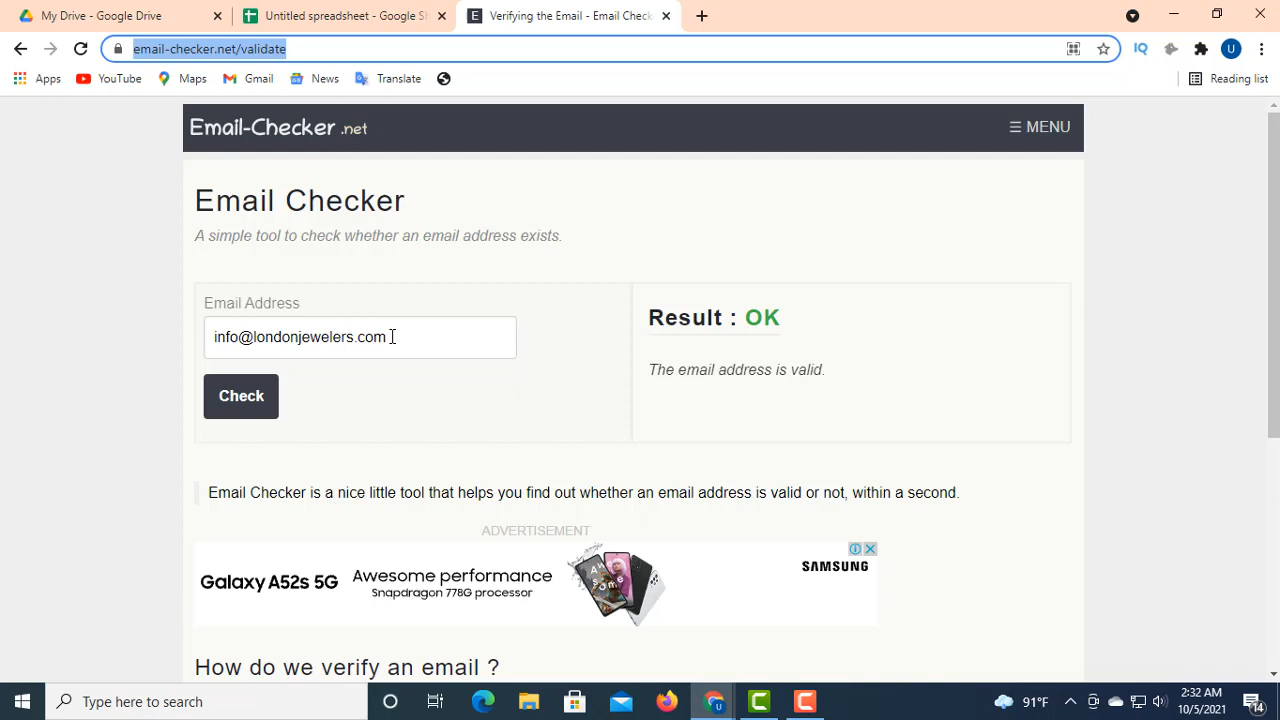 My Drive - Google Drive
Untitled spreadsheet - Google Sh
E Verifying the Email - Email Check
email-checker.net/validate
IQ
U
Apps
YouTube
Maps
Gmail
News
Translate
Reading list
Email-Checker .net
☰ MENU
Email Checker
A simple tool to check whether an email address exists.
Email Address
info@londonjewelers.com
Check
Result : OK
The email address is valid.
Email Checker is a nice little tool that helps you find out whether an email address is valid or not, within a second.
ADVERTISEMENT
Galaxy A52s 5G
Awesome performance
Snapdragon 778G processor
SAMSUNG
How do we verify an email ?
Type here to search
91°F
2:32 AM
10/5/2021
14